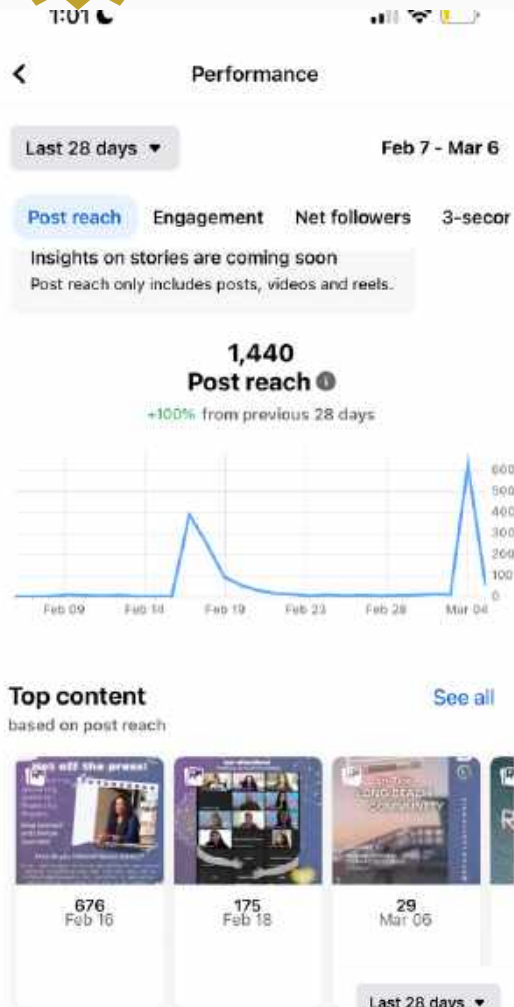 1:01
Performance
Last 28 days
Feb 7 - Mar 6
Post reach Engagement Net followers 3-secor
Insights on stories are coming soon
Post reach only includes posts, videos and reels.
1,440
Post reach
+100% from previous 28 days
600
500
400
300
200
100
0
Feb 09 Feb 14 Feb 19 Feb 23 Feb 28 Mar 04
Top content
See all
based on post reach
Hot off the press!
LONG BEACH
COMMUNITY
676
Feb 16
175
Feb 18
29
Mar 06
Last 28 days